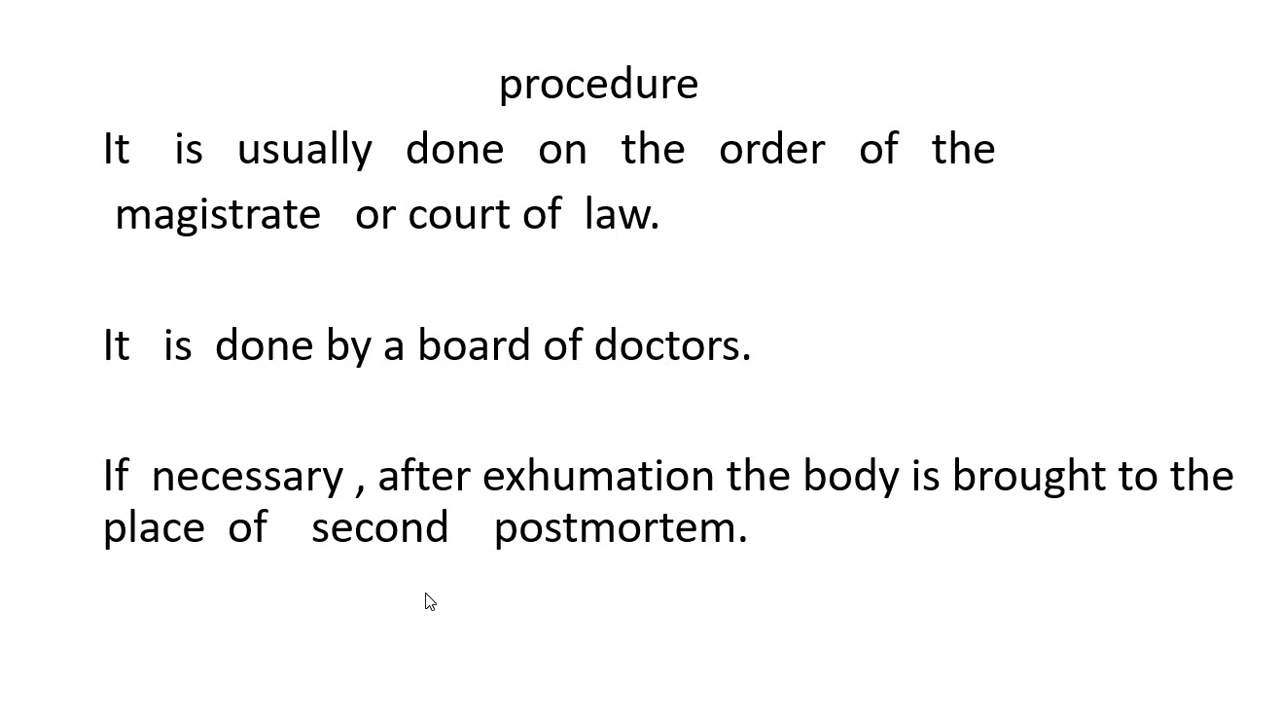 procedure
It is usually done on the order of the
magistrate or court of law.
It is done by a board of doctors.
If necessary , after exhumation the body is brought to the
place of second postmortem.